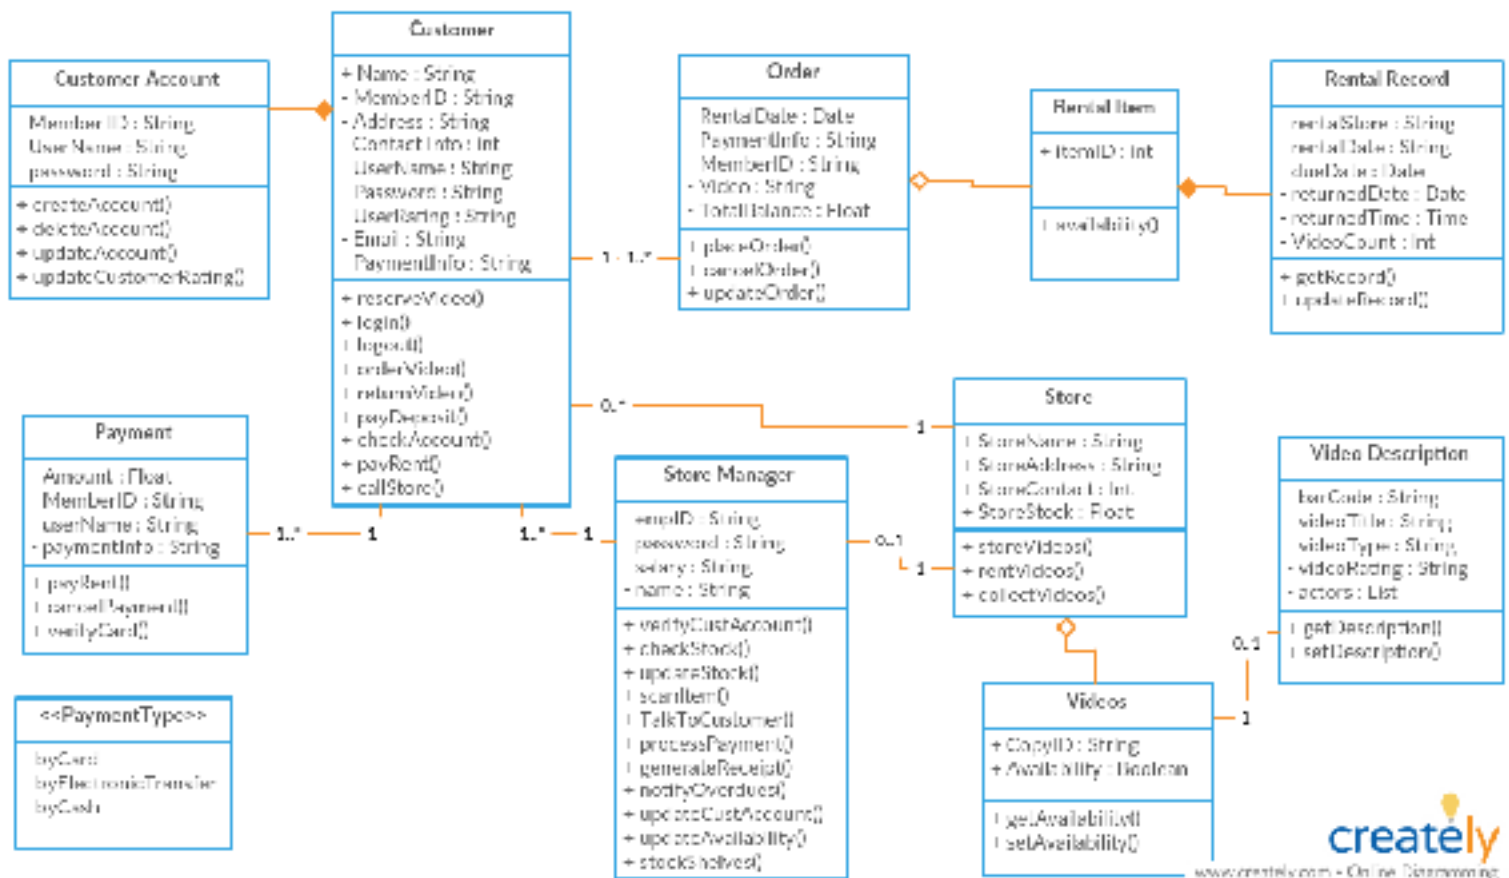 Customer Account
Member ID : String
UserName : String
password : String
+ createAccount()
+ deleteAccount()
+ updateAccount()
+ updateCustomerRating()
Customer
+ Name : String
- MemberID : String
- Address : String
Contact Info : Int
UserName : String
Password : String
UserRating : String
- Email : String
PaymentInfo : String
+ reserveVideo()
+ login()
+ logout()
+ orderVideo()
+ returnVideo()
+ payDeposit()
+ checkAccount()
+ payRent()
+ callStore()
1
1..*
Order
RentalDate : Date
PaymentInfo : String
MemberID : String
- Video : String
- TotalBalance : Float
+ placeOrder()
+ cancelOrder()
+ updateOrder()
Rental Item
+ itemID : Int
+ availability()
Rental Record
rentalStore : String
rentalDate : String
dueDate : Date
- returnedDate : Date
- returnedTime : Time
- VideoCount : Int
+ getRecord()
+ updateRecord()
0..*
1
Payment
Amount : Float
MemberID : String
userName : String
- paymentInfo : String
+ payRent()
+ cancelPayment()
+ verifyCard()
1..*
1
1..*
1
<<PaymentType>>
byCard
byElectronicTransfer
byCash
Store Manager
empID : String
password : String
salary : String
- name : String
+ verifyCustAccount()
+ checkStock()
+ updateStock()
+ scanItem()
+ TalkToCustomer()
+ processPayment()
+ generateReceipt()
+ notifyOverdues()
+ updateCustAccount()
+ updateAvailability()
+ stockShelves()
0..1
1
Store
+ StoreName : String
+ StoreAddress : String
+ StoreContact : Int
+ StoreStock : Float
+ storeVideos()
+ rentVideos()
+ collectVideos()
Videos
+ CopyID : String
+ Availability : Boolean
+ getAvailability()
+ setAvailability()
0..1
1
Video Description
barCode : String
videoTitle : String
videoType : String
- videoRating : String
- actors : List
+ getDescription()
+ setDescription()
creately
www.creately.com • Online Diagramming